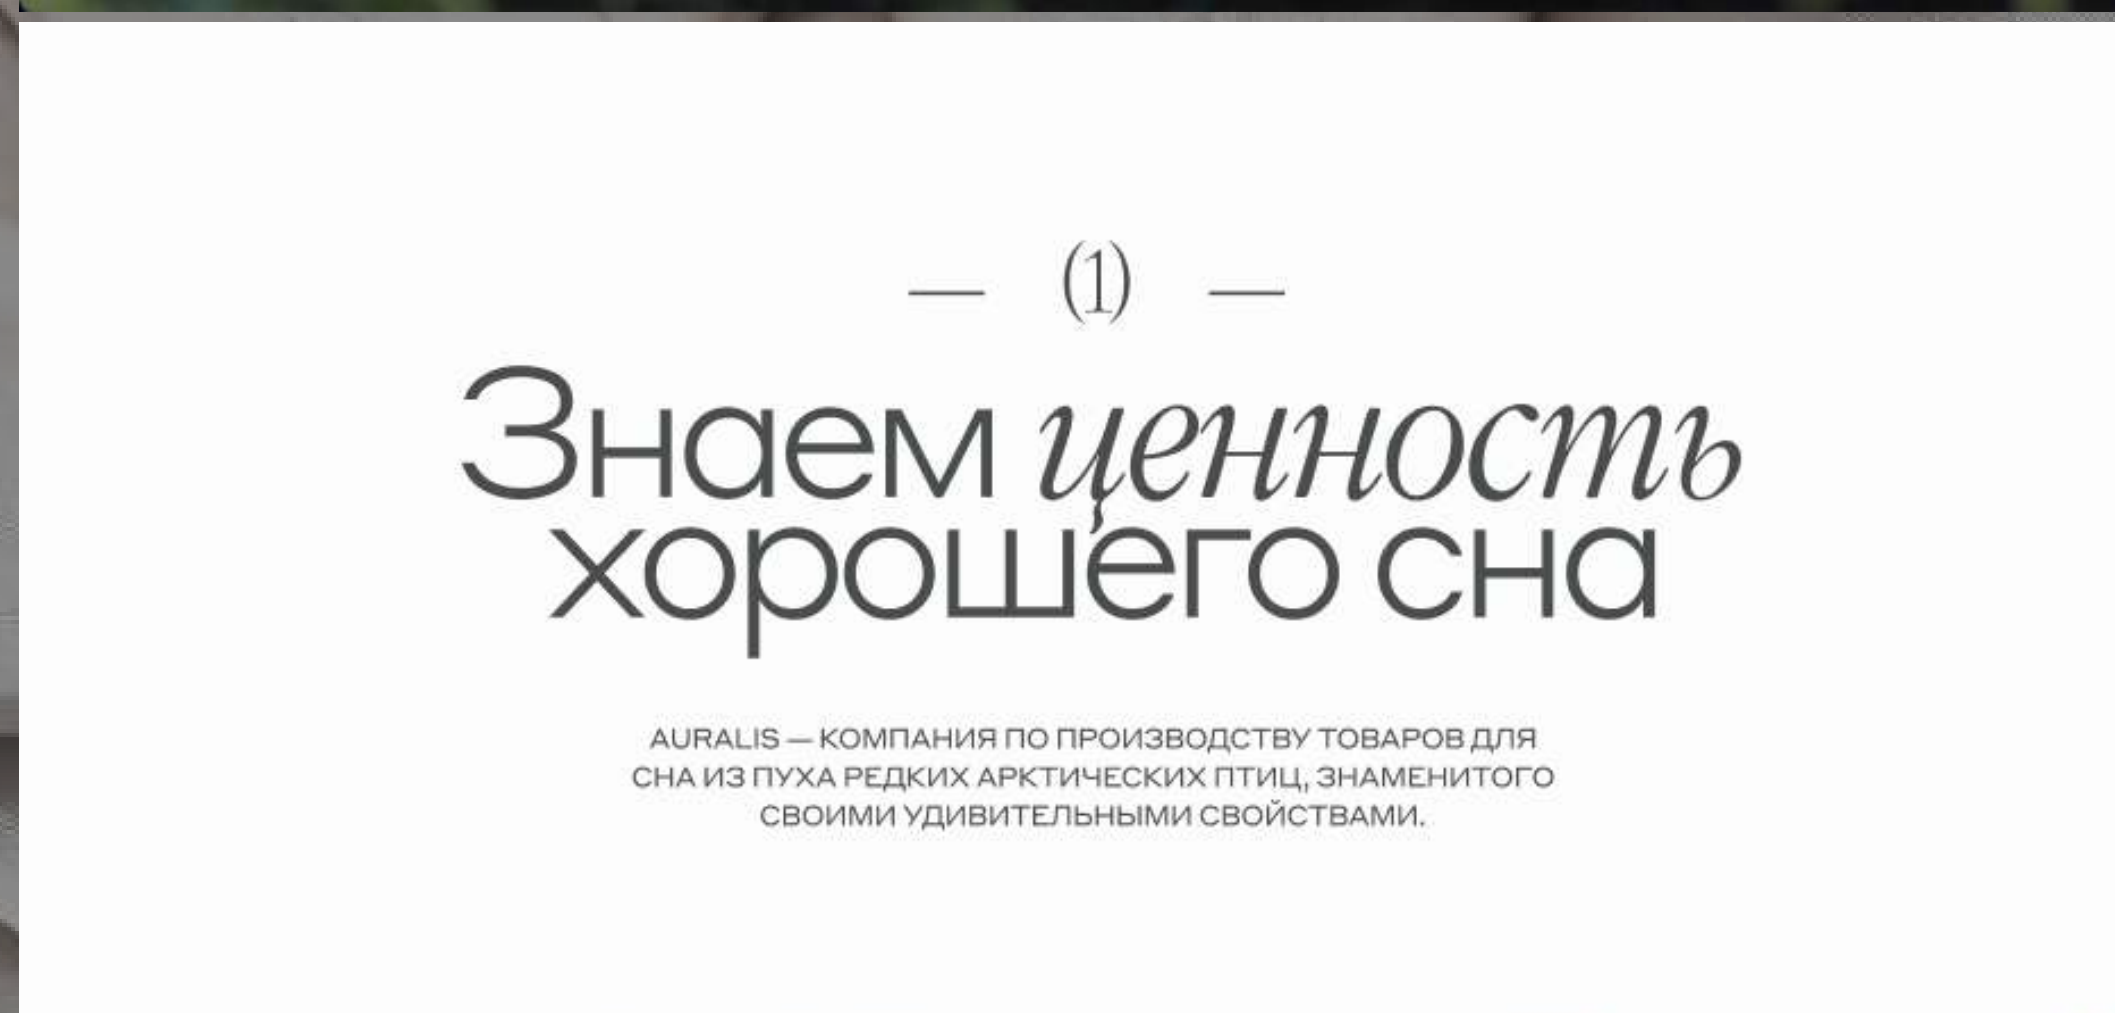 — (1) —
Знаем ценность
хорошего сна
AURALIS — КОМПАНИЯ ПО ПРОИЗВОДСТВУ ТОВАРОВ ДЛЯ
СНА ИЗ ПУХА РЕДКИХ АРКТИЧЕСКИХ ПТИЦ, ЗНАМЕНИТОГО
СВОИМИ УДИВИТЕЛЬНЫМИ СВОЙСТВАМИ.